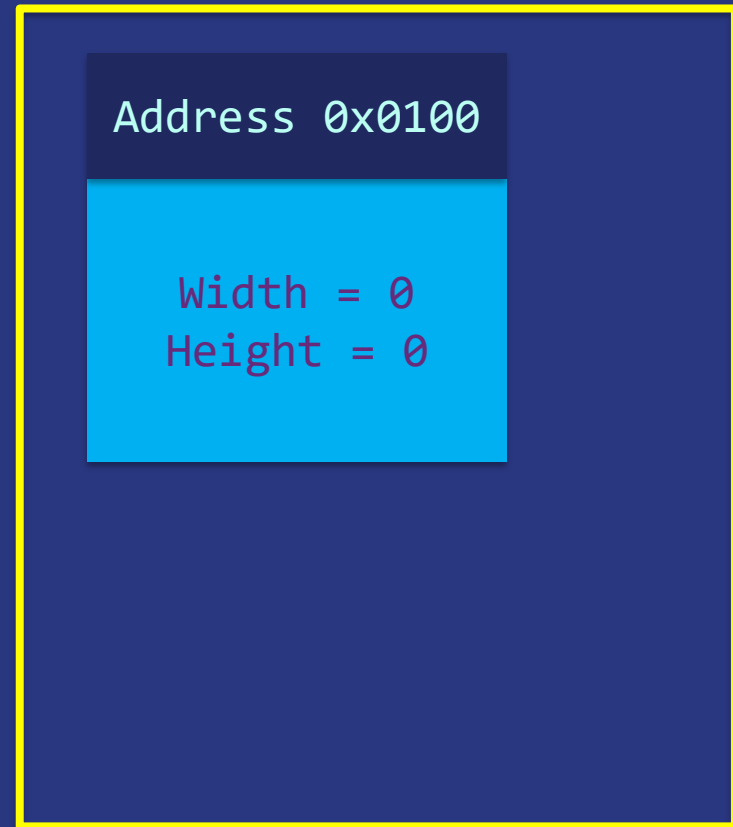 Address 0x0100
Width = 0
Height = 0